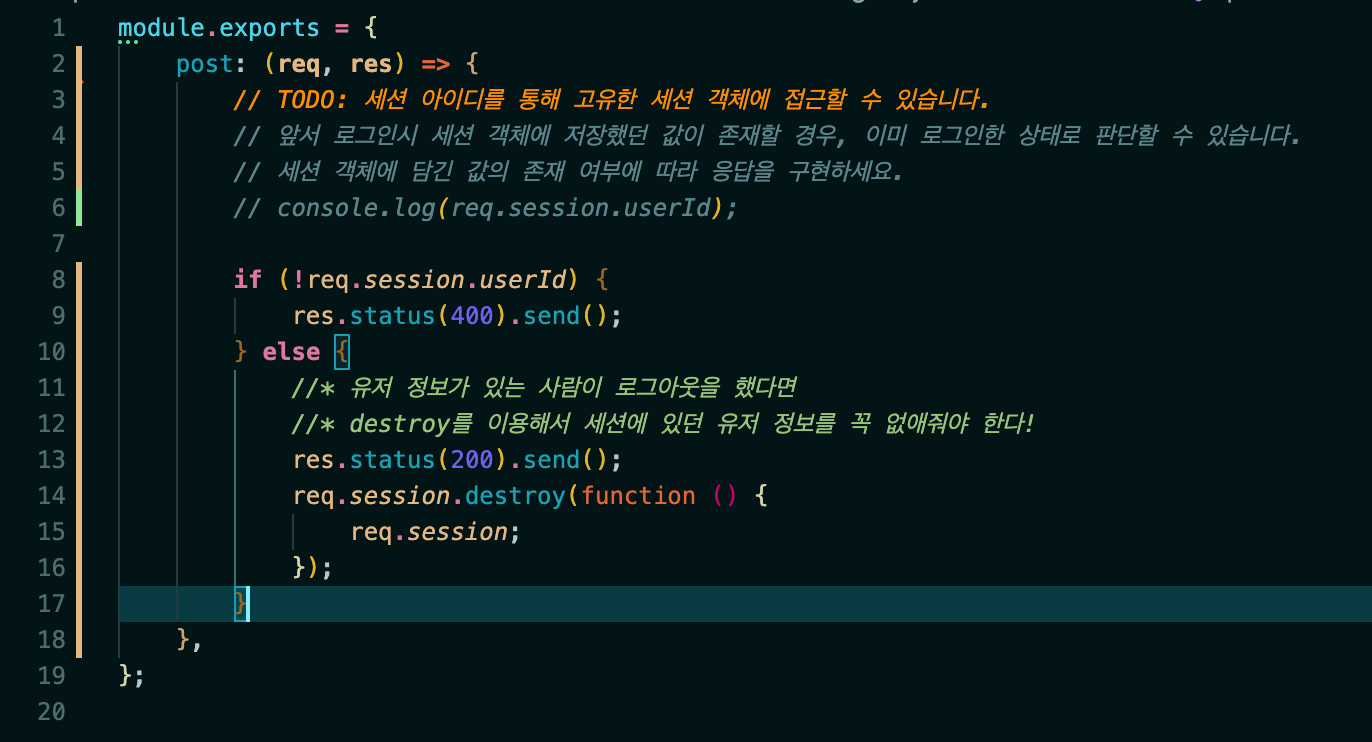 1 module.exports = {
2 post: (req, res) => {
3 // TODO: 세션 아이디를 통해 고유한 세션 객체에 접근할 수 있습니다.
4 // 앞서 로그인시 세션 객체에 저장했던 값이 존재할 경우, 이미 로그인한 상태로 판단할 수 있습니다.
5 // 세션 객체에 담긴 값의 존재 여부에 따라 응답을 구현하세요.
6 // console.log(req.session.userId);
7
8 if (!req.session.userId) {
9 res.status(400).send();
10 } else {
11 //* 유저 정보가 있는 사람이 로그아웃을 했다면
12 //* destroy를 이용해서 세션에 있던 유저 정보를 꼭 없애줘야 한다!
13 res.status(200).send();
14 req.session.destroy(function () {
15 req.session;
16 });
17 }
18 },
19 };
20